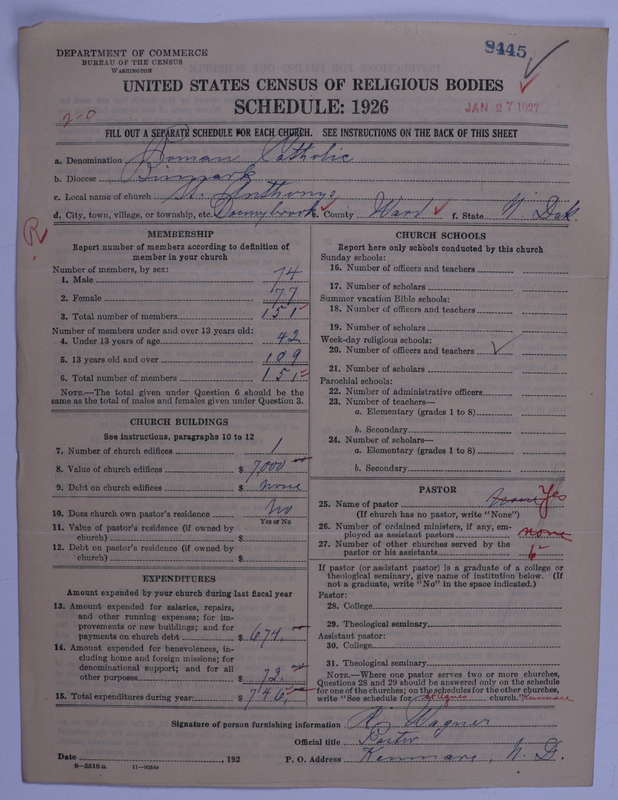 DEPARTMENT OF COMMERCE
BUREAU OF THE CENSUS
WASHINGTON
8445
UNITED STATES CENSUS OF RELIGIOUS BODIES
SCHEDULE: 1926
JAN 27 1927
FILL OUT A SEPARATE SCHEDULE FOR EACH CHURCH. SEE INSTRUCTIONS ON THE BACK OF THIS SHEET
a. Denomination Roman Catholic
b. Diocese Bismark
c. Local name of church St. Anthonys
d. City, town, village, or township, etc. Donnybrook e. County Ward f. State N. Dak.
R
MEMBERSHIP
Report number of members according to definition of member in your church
Number of members, by sex:
1. Male 74
2. Female 77
3. Total number of members 151
Number of members under and over 13 years old:
4. Under 13 years of age 42
5. 13 years old and over 109
6. Total number of members 151
NOTE.—The total given under Question 6 should be
same as the total of males and females given under Question 3.
CHURCH BUILDINGS
See instructions, paragraphs 10 to 12
7. Number of church edifices 1
8. Value of church edifices $ 7,000
9. Debt on church edifices $ none
10. Does church own pastor's residence No
Yes or No
11. Value of pastor's residence (if owned by
church) $
12. Debt on pastor's residence (if owned by
church) $
EXPENDITURES
Amount expended by your church during last fiscal year
13. Amount expended for salaries, repairs,
and other running expenses; for im-
provements or new buildings; and for
payments on church debt $ 674.
14. Amount expended for benevolences, in-
cluding home and foreign missions; for
denominational support; and for all
other purposes $ 72.
15. Total expenditures during year: $ 746.
CHURCH SCHOOLS
Report here only schools conducted by this church
Sunday schools:
16. Number of officers and teachers
17. Number of scholars
Summer vacation Bible schools:
18. Number of officers and teachers
19. Number of scholars
Week-day religious schools:
20. Number of officers and teachers
21. Number of scholars
Parochial schools:
22. Number of administrative officers
23. Number of teachers—
a. Elementary (grades 1 to 8)
b. Secondary
24. Number of scholars—
a. Elementary (grades 1 to 8)
b. Secondary
PASTOR
25. Name of pastor none Yes
(If church has no pastor, write "None")
26. Number of ordained ministers, if any, em-
ployed as assistant pastors none
27. Number of other churches served by the
pastor or his assistants
If pastor (or assistant pastor) is a graduate of a college or
theological seminary, give name of institution below. (If
not a graduate, write "No" in the space indicated.)
Pastor:
28. College
29. Theological seminary
Assistant pastor:
30. College
31. Theological seminary
NOTE.—Where one pastor serves two or more churches,
Questions 28 and 29 should be answered only on the schedule
for one of the churches; on the schedules for the other churches,
write "See schedule for St Agnes church." Kenmare
Signature of person furnishing information R. Wagner
Official title Pastor
Date , 192 P. O. Address Kenmare, N. D.
8—5518 a 11—9258a